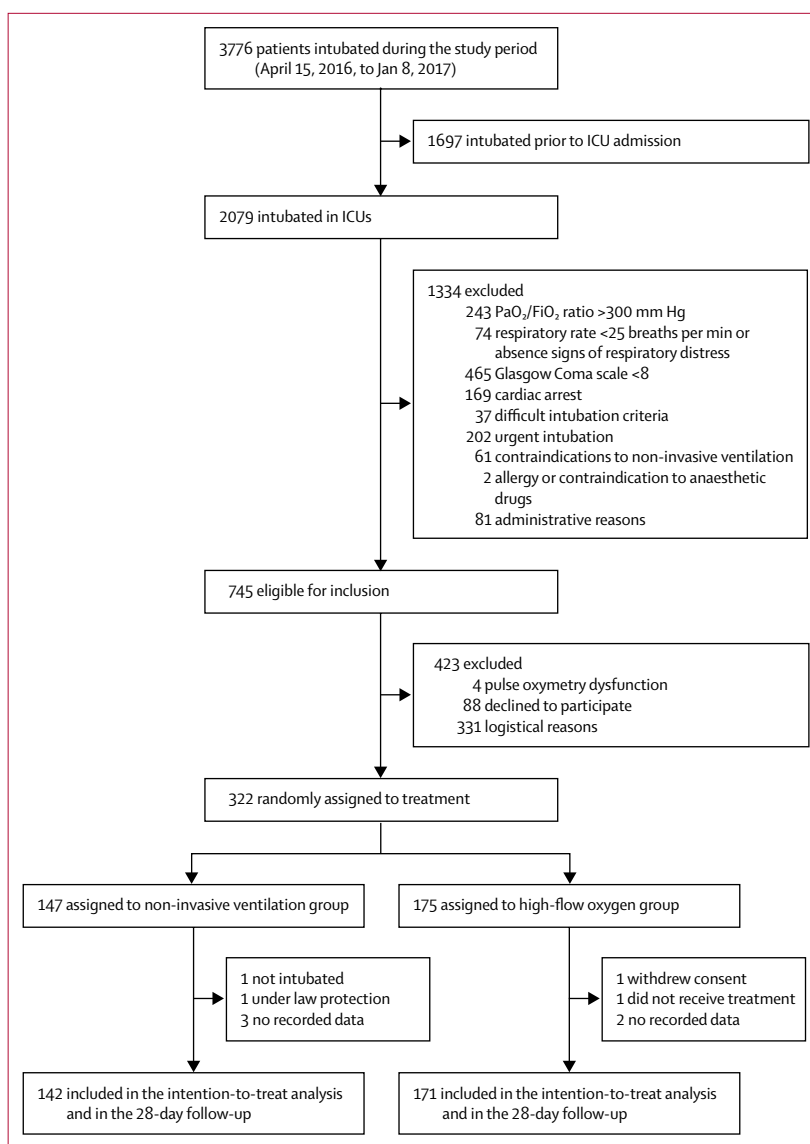 3776 patients intubated during the study period
(April 15, 2016, to Jan 8, 2017)
1697 intubated prior to ICU admission
2079 intubated in ICUs
1334 excluded
243 PaO₂/FiO₂ ratio >300 mm Hg
74 respiratory rate <25 breaths per min or
absence signs of respiratory distress
465 Glasgow Coma scale <8
169 cardiac arrest
37 difficult intubation criteria
202 urgent intubation
61 contraindications to non-invasive ventilation
2 allergy or contraindication to anaesthetic
drugs
81 administrative reasons
745 eligible for inclusion
423 excluded
4 pulse oxymetry dysfunction
88 declined to participate
331 logistical reasons
322 randomly assigned to treatment
147 assigned to non-invasive ventilation group
175 assigned to high-flow oxygen group
1 not intubated
1 under law protection
3 no recorded data
1 withdrew consent
1 did not receive treatment
2 no recorded data
142 included in the intention-to-treat analysis
and in the 28-day follow-up
171 included in the intention-to-treat analysis
and in the 28-day follow-up